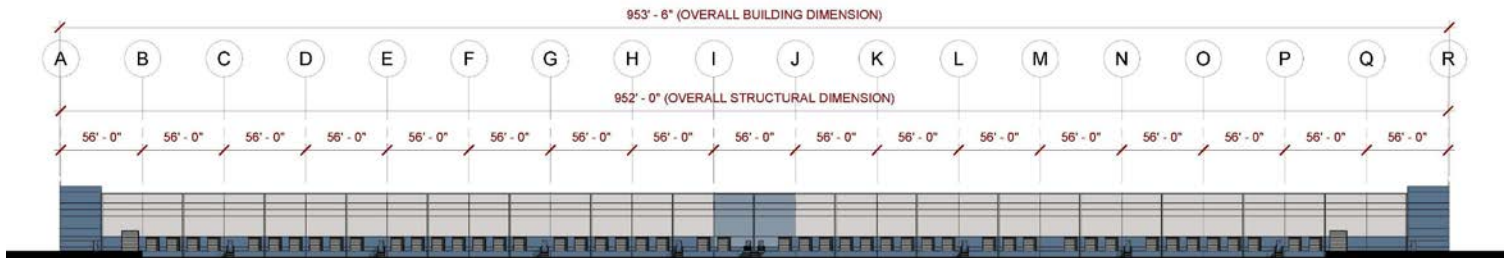 953' - 6" (OVERALL BUILDING DIMENSION)
A B C D E F G H I J K L M N O P Q R
952' - 0" (OVERALL STRUCTURAL DIMENSION)
56' - 0" 56' - 0" 56' - 0" 56' - 0" 56' - 0" 56' - 0" 56' - 0" 56' - 0" 56' - 0" 56' - 0" 56' - 0" 56' - 0" 56' - 0" 56' - 0" 56' - 0" 56' - 0" 56' - 0"